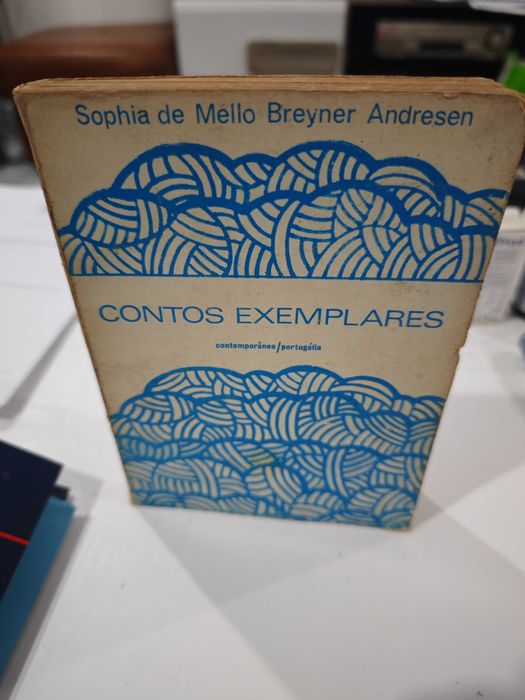 Sophia de Mello Breyner Andresen
CONTOS EXEMPLARES
contemporânea/portugália